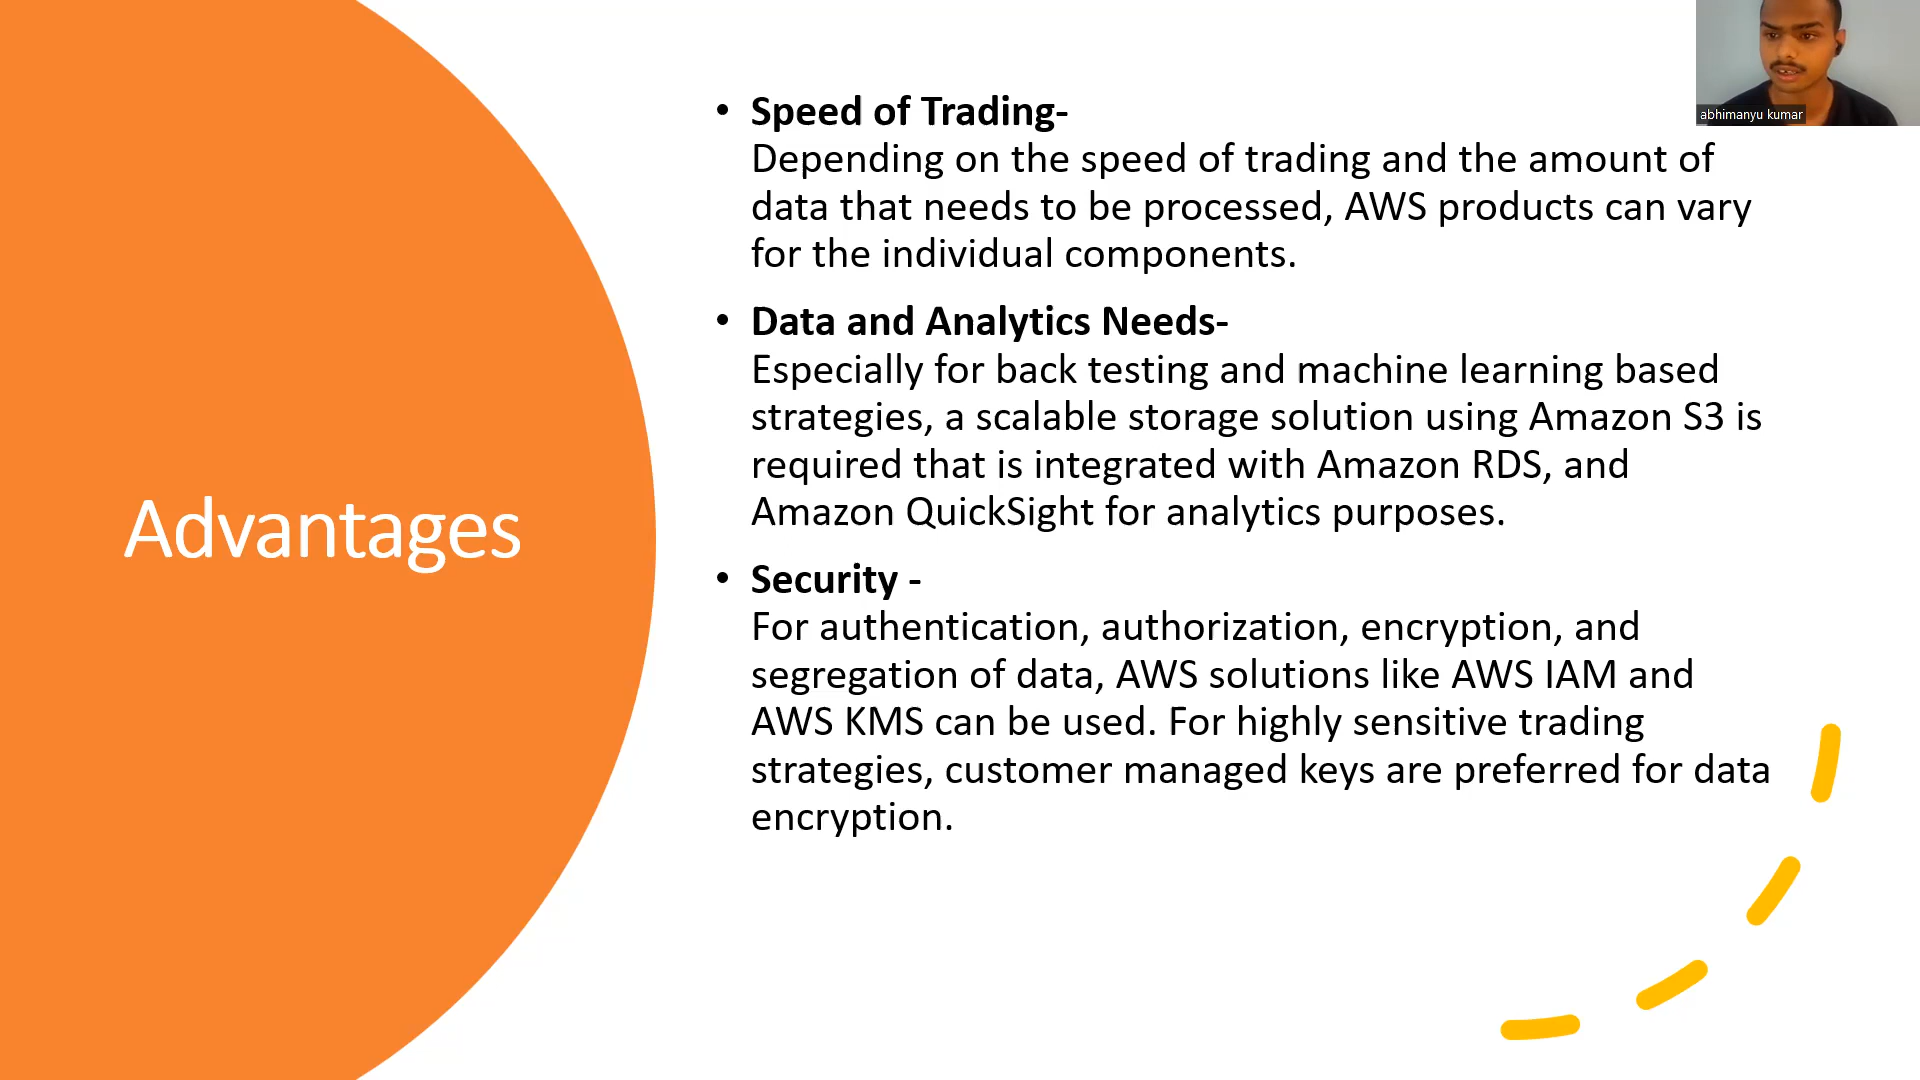 abhimanyu kumar
Advantages
• Speed of Trading-
Depending on the speed of trading and the amount of
data that needs to be processed, AWS products can vary
for the individual components.
• Data and Analytics Needs-
Especially for back testing and machine learning based
strategies, a scalable storage solution using Amazon S3 is
required that is integrated with Amazon RDS, and
Amazon QuickSight for analytics purposes.
• Security -
For authentication, authorization, encryption, and
segregation of data, AWS solutions like AWS IAM and
AWS KMS can be used. For highly sensitive trading
strategies, customer managed keys are preferred for data
encryption.